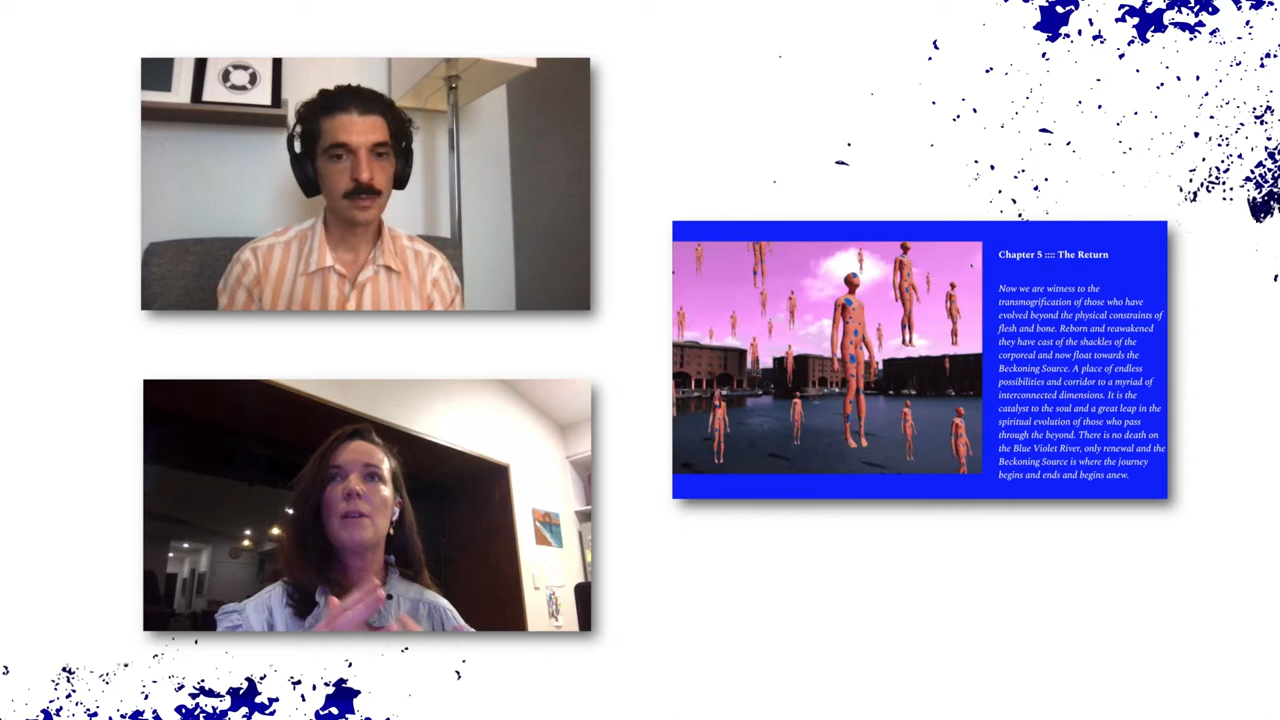 Chapter 5 :::: The Return
Now we are witness to the
transmogrification of those who have
evolved beyond the physical constraints of
flesh and bone. Reborn and reawakened
they have cast of the shackles of the
corporeal and now float towards the
Beckoning Source. A place of endless
possibilities and corridor to a myriad of
interconnected dimensions. It is the
catalyst to the soul and a great leap in the
spiritual evolution of those who pass
through the beyond. There is no death on
the Blue Violet River, only renewal and the
Beckoning Source is where the journey
begins and ends and begins anew.